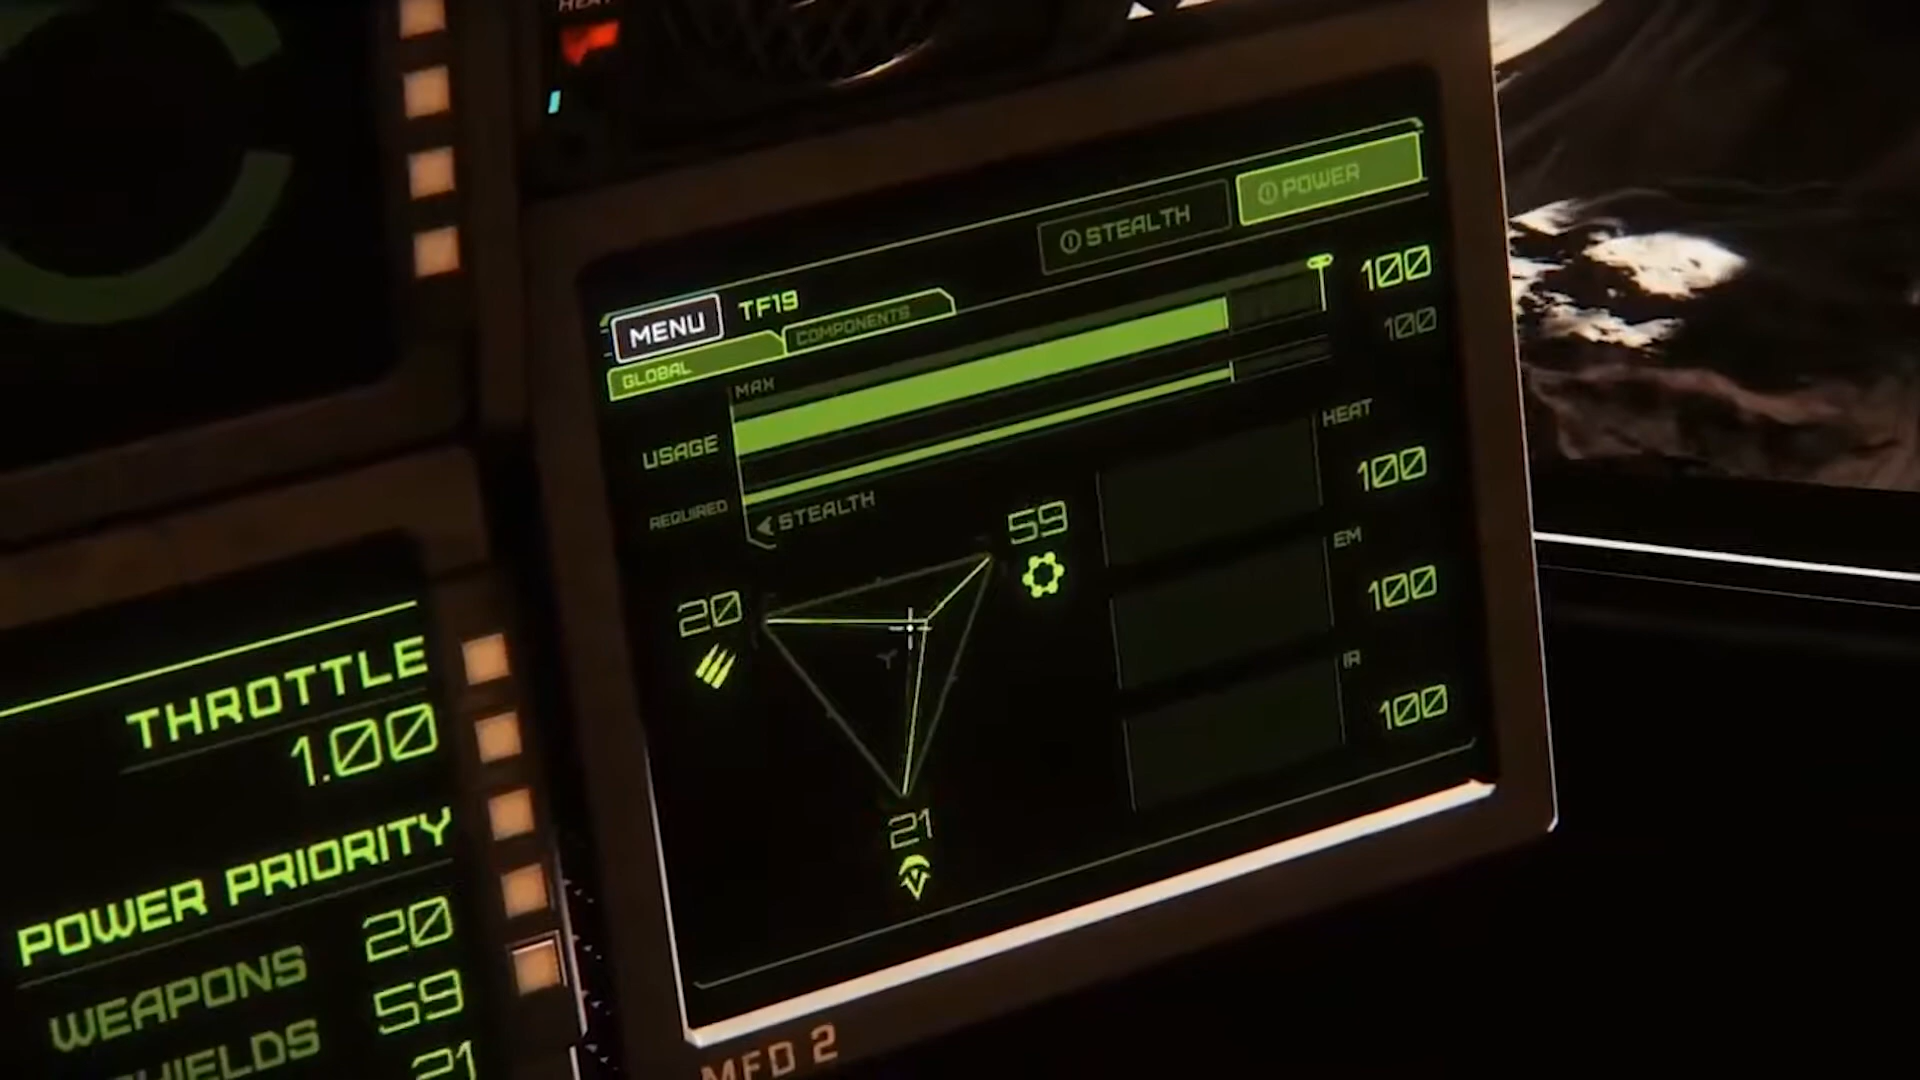 HEAT
STEALTH
POWER
MENU
TF19
GLOBAL
COMPONENTS
MAX
100
100
USAGE
REQUIRED
STEALTH
HEAT
100
EM
100
IR
100
59
20
21
THROTTLE
1.00
POWER PRIORITY
WEAPONS 20
SHIELDS 59
21
MFD 2